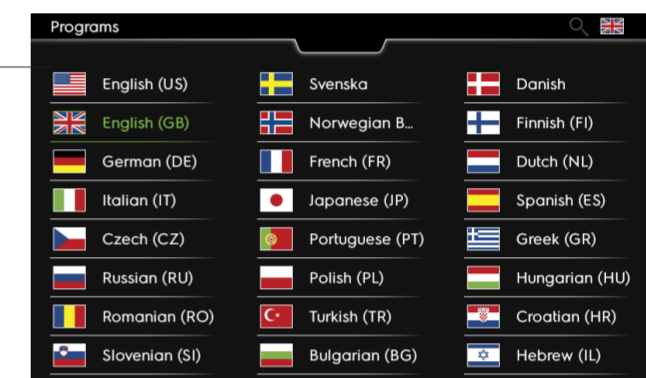 Programs
English (US)
Svenska
Danish
English (GB)
Norwegian B...
Finnish (FI)
German (DE)
French (FR)
Dutch (NL)
Italian (IT)
Japanese (JP)
Spanish (ES)
Czech (CZ)
Portuguese (PT)
Greek (GR)
Russian (RU)
Polish (PL)
Hungarian (HU)
Romanian (RO)
Turkish (TR)
Croatian (HR)
Slovenian (SI)
Bulgarian (BG)
Hebrew (IL)